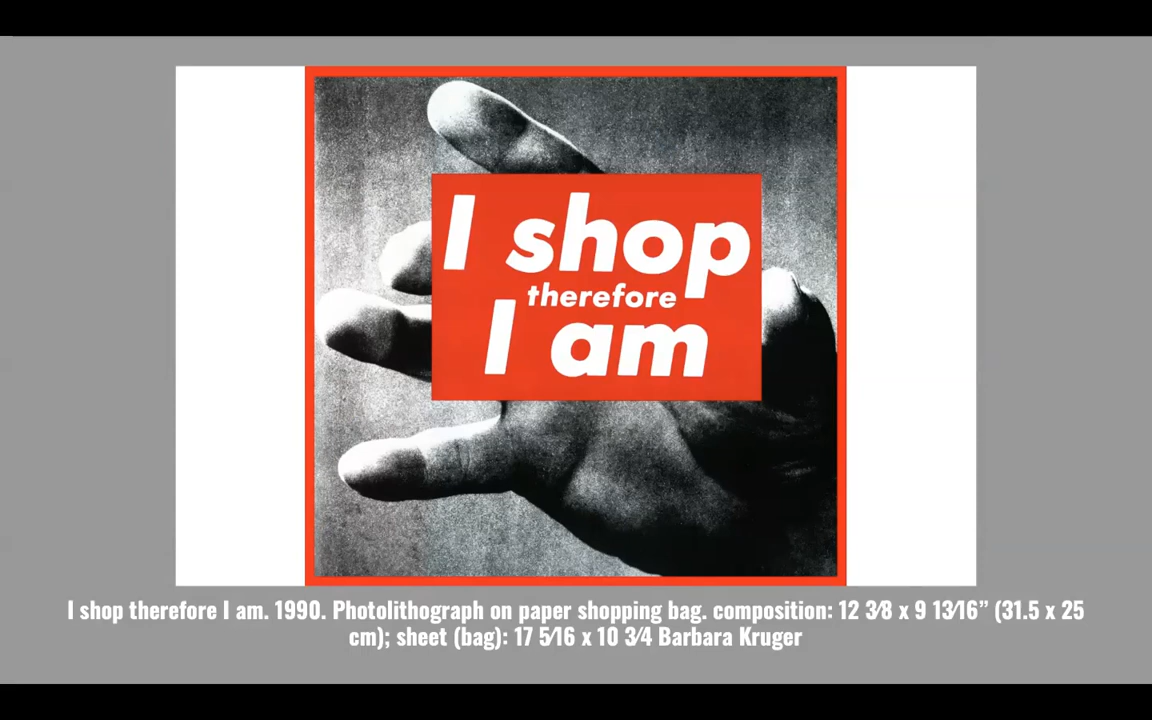 I shop
therefore
I am
I shop therefore I am. 1990. Photolithograph on paper shopping bag. composition: 12 3⁄8 x 9 13⁄16” (31.5 x 25
cm); sheet (bag): 17 5⁄16 x 10 3⁄4 Barbara Kruger